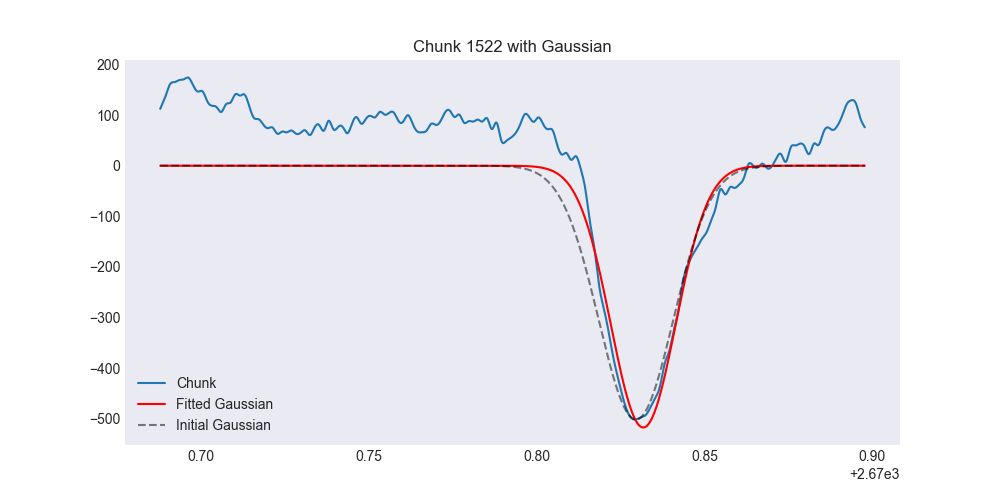 Chunk 1522 with Gaussian
200
100
0
−100
−200
−300
−400
−500
Chunk
Fitted Gaussian
Initial Gaussian
0.70 0.75 0.80 0.85 0.90
+2.67e3